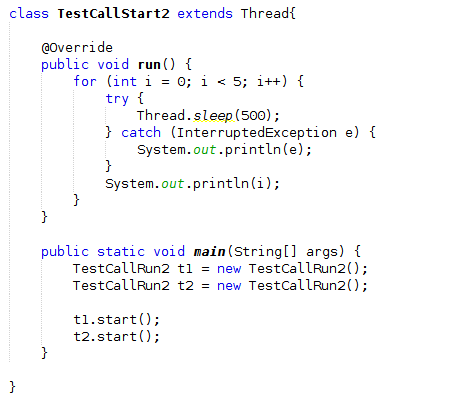 class TestCallStart2 extends Thread{
@Override
public void run() {
for (int i = 0; i < 5; i++) {
try {
Thread.sleep(500);
} catch (InterruptedException e) {
System.out.println(e);
}
System.out.println(i);
}
}
public static void main(String[] args) {
TestCallRun2 t1 = new TestCallRun2();
TestCallRun2 t2 = new TestCallRun2();
t1.start();
t2.start();
}
}